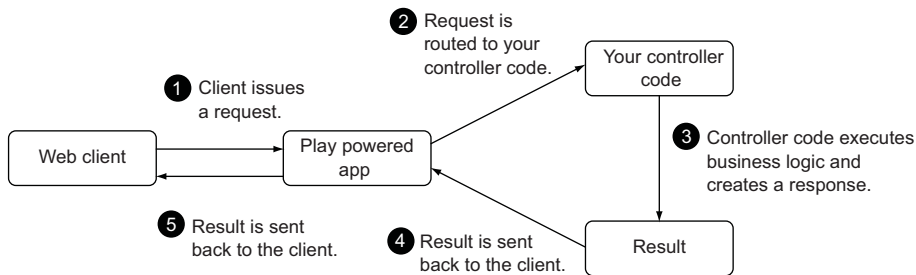 1 Client issues
a request.
2 Request is
routed to your
controller code.
Your controller
code
Web client
Play powered
app
3 Controller code executes
business logic and
creates a response.
5 Result is sent
back to the client.
4 Result is sent
back to the client.
Result